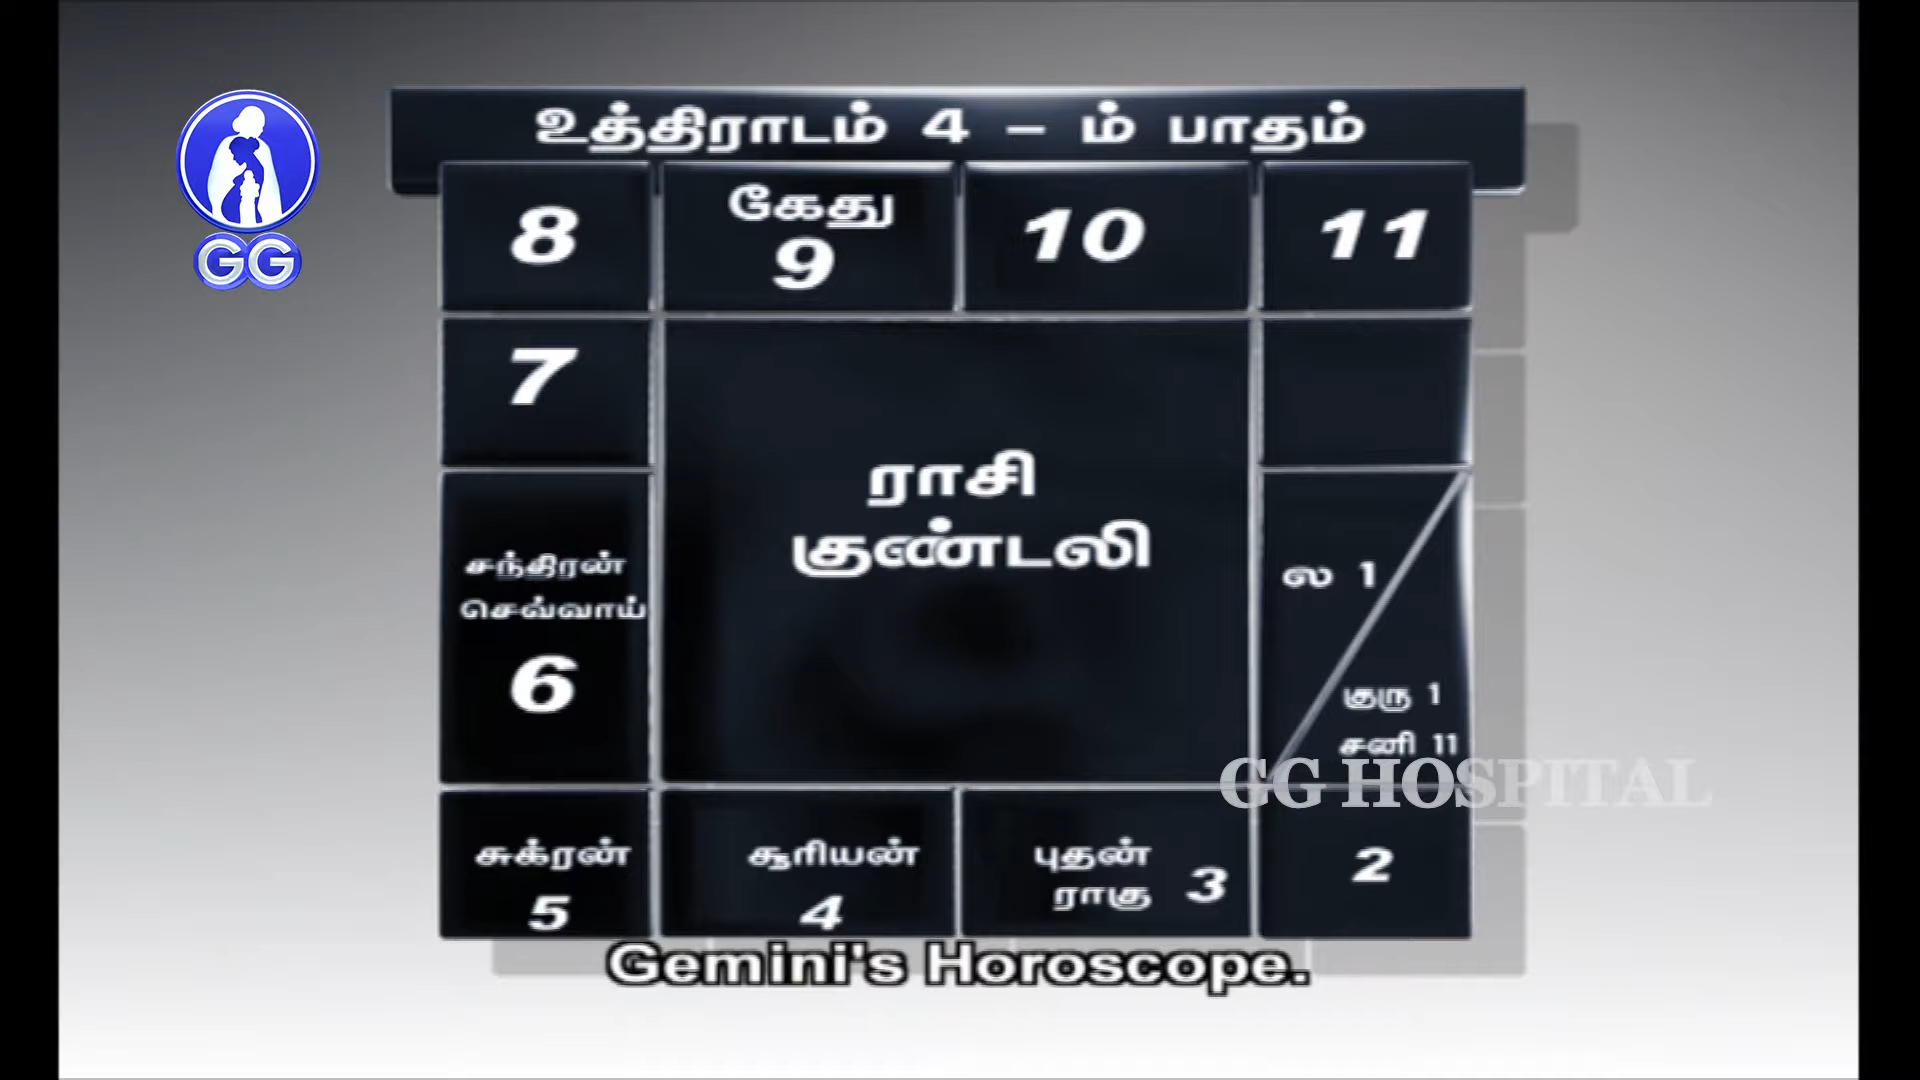 உத்திராடம் 4 – ம் பாதம்
8
கேது
9
10
11
7
ராசி
குண்டலி
சந்திரன்
செவ்வாய்
6
ல 1
குரு 1
சனி 11
சுக்ரன்
5
சூரியன்
4
புதன்
ராகு 3
2
GG
GG HOSPITAL
Gemini's Horoscope.